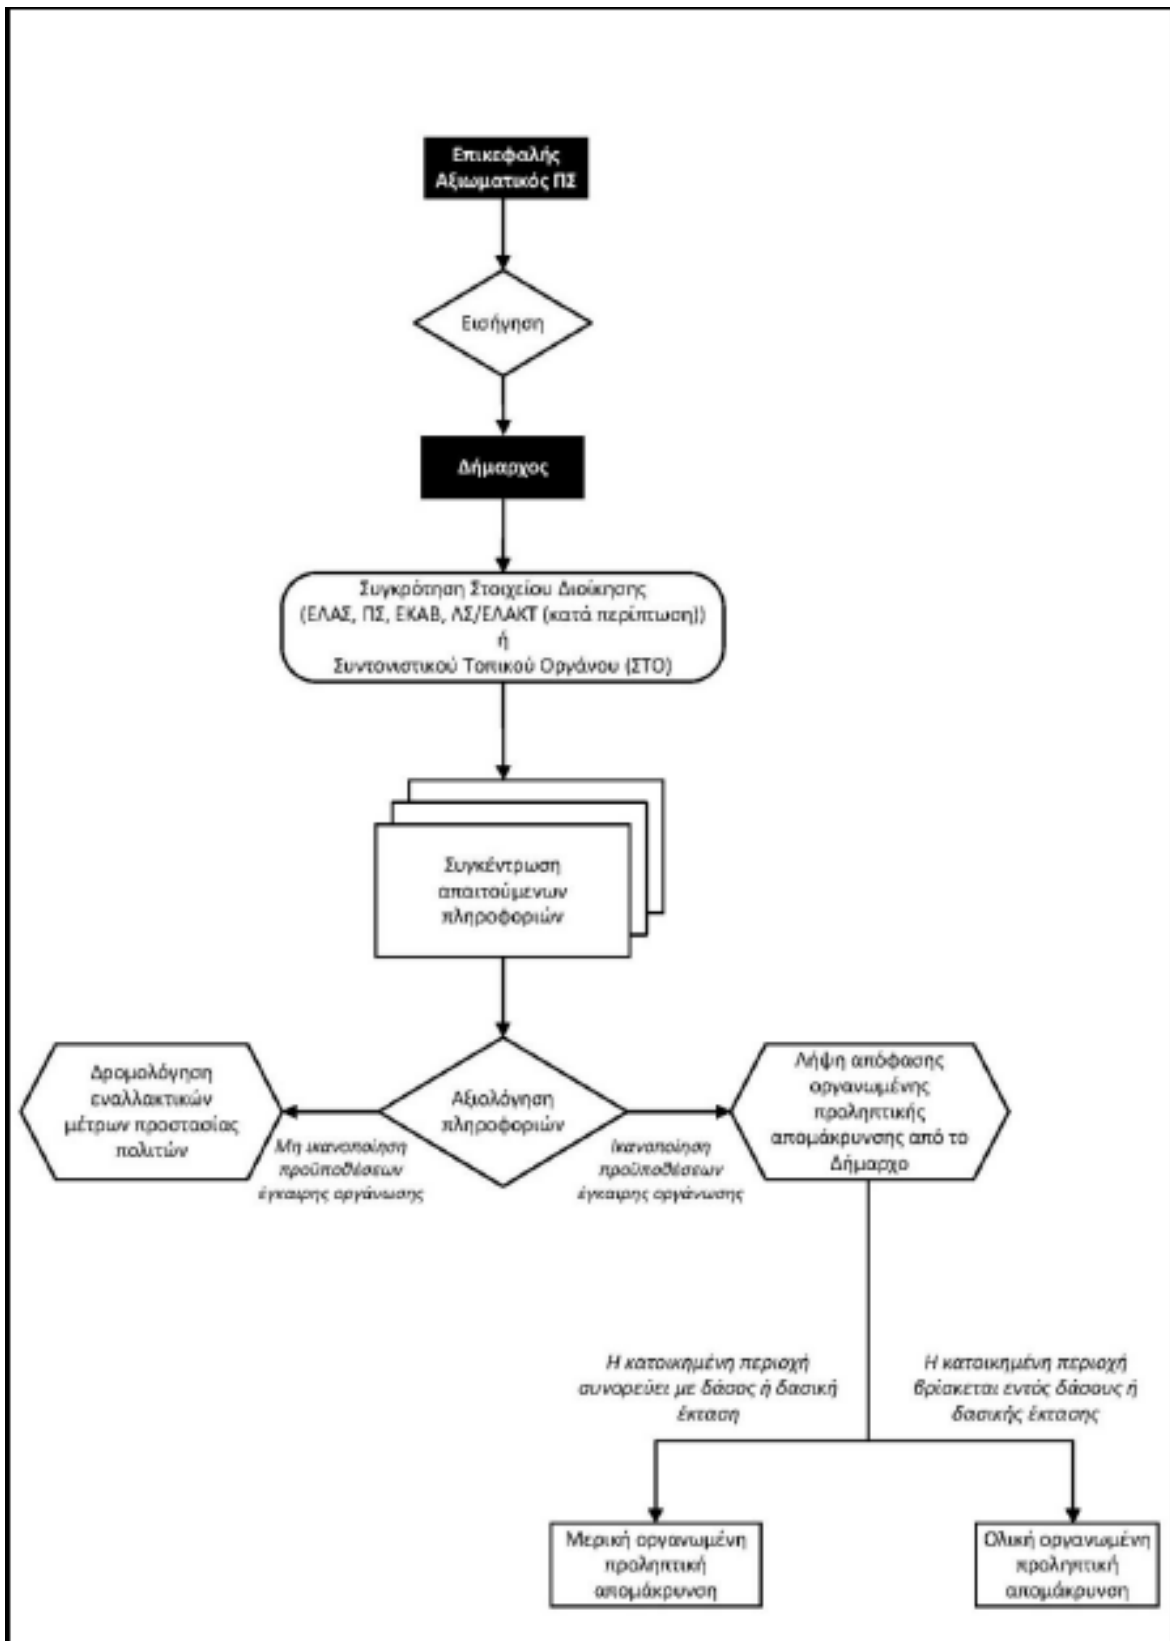 Επικεφαλής
Αξιωματικός ΠΣ
Εισήγηση
Δήμαρχος
Συγκρότηση Στοιχείου Διοίκησης
(ΕΛΑΣ, ΠΣ, ΕΚΑΒ, ΛΣ/ΕΛΑΚΤ (κατά περίπτωση))
ή
Συντονιστικού Τοπικού Οργάνου (ΣΤΟ)
Συγκέντρωση
απαιτούμενων
πληροφοριών
Δρομολόγηση
εναλλακτικών
μέτρων προστασίας
πολιτών
Αξιολόγηση
πληροφοριών
Λήψη απόφασης
οργανωμένης
προληπτικής
απομάκρυνσης από το
Δήμαρχο
Μη ικανοποίηση
προϋποθέσεων
έγκαιρης οργάνωσης
Ικανοποίηση
προϋποθέσεων
έγκαιρης οργάνωσης
Η κατοικημένη περιοχή
συνορεύει με δάσος ή δασική
έκταση
Η κατοικημένη περιοχή
βρίσκεται εντός δάσους ή
δασικής έκτασης
Μερική οργανωμένη
προληπτική
απομάκρυνση
Ολική οργανωμένη
προληπτική
απομάκρυνση